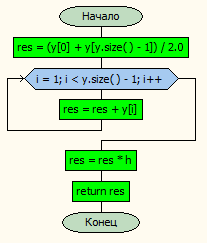 Начало
res = (y[0] + y[y.size() - 1]) / 2.0
i = 1; i < y.size() - 1; i++
res = res + y[i]
res = res * h
return res
Конец